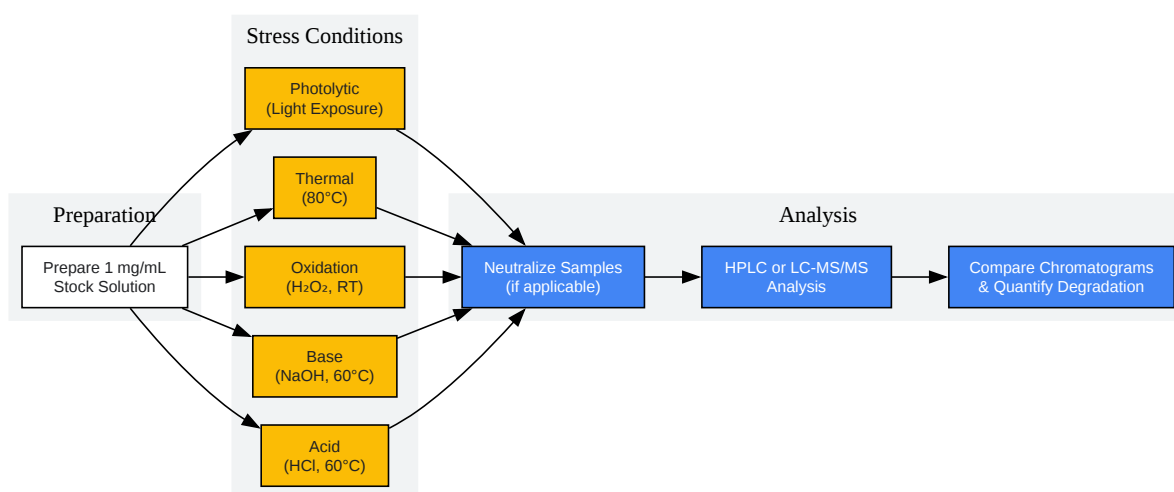 Stress Conditions
Photolytic
(Light Exposure)
Thermal
(80°C)
Preparation
Analysis
Prepare 1 mg/mL
Stock Solution
Oxidation
(H₂O₂, RT)
Neutralize Samples
(if applicable)
HPLC or LC-MS/MS
Analysis
Compare Chromatograms
& Quantify Degradation
Base
(NaOH, 60°C)
Acid
(HCl, 60°C)